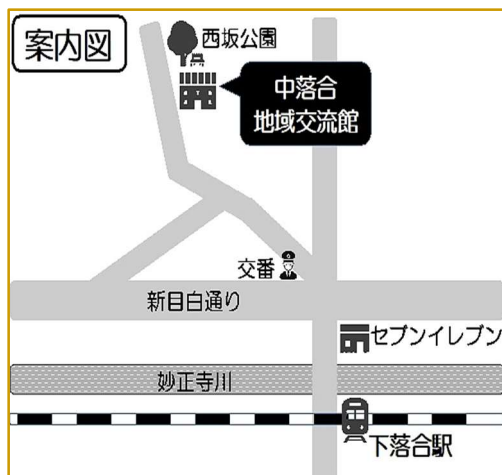 案内図
西坂公園
中落合
地域交流館
交番
新目白通り
セブンイレブン
妙正寺川
下落合駅